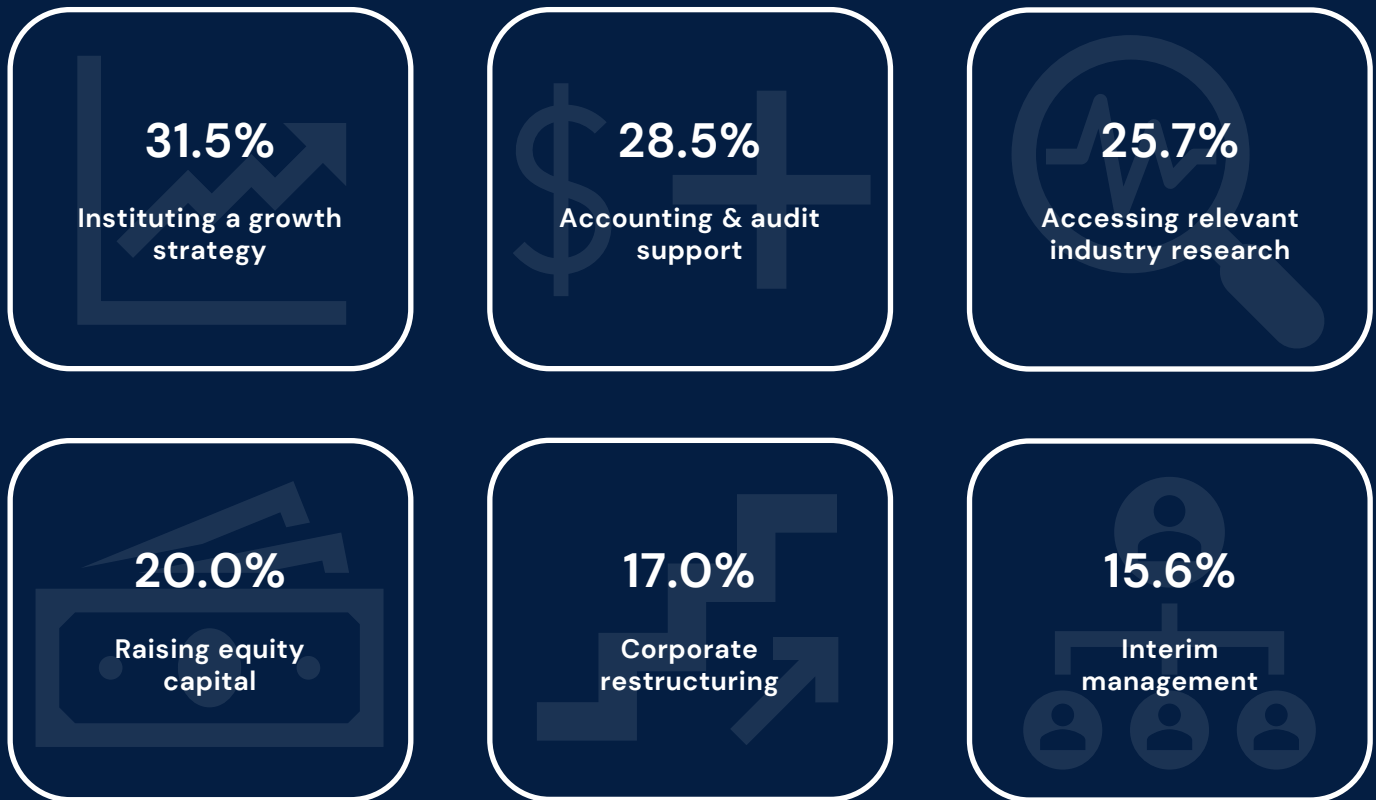 31.5%
Instituting a growth
strategy
28.5%
Accounting & audit
support
25.7%
Accessing relevant
industry research
20.0%
Raising equity
capital
17.0%
Corporate
restructuring
15.6%
Interim
management